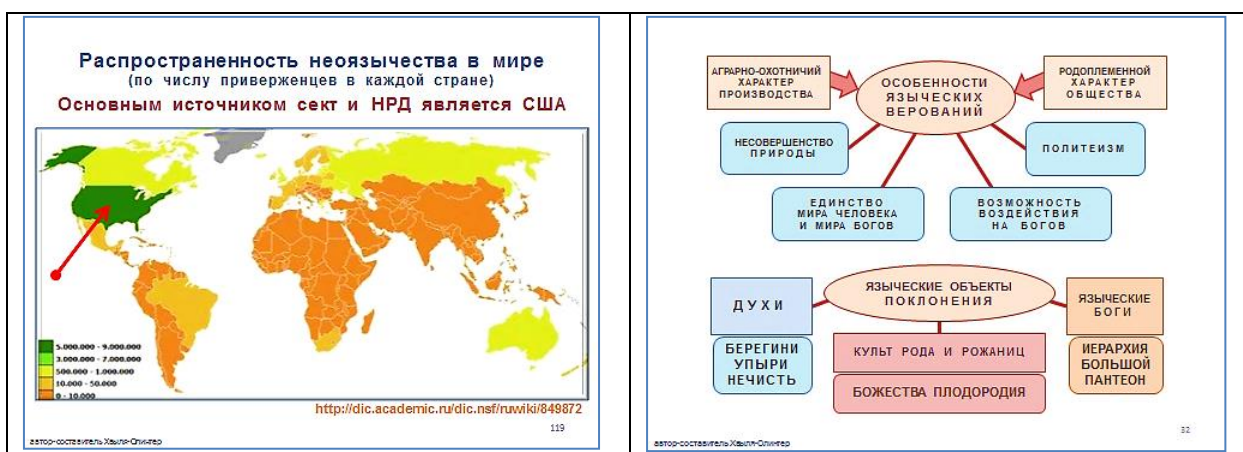 Распространенность неоязычества в мире
(по числу приверженцев в каждой стране)
Основным источником сект и НРД является США
5.000.000 - 9.000.000
3.000.000 - 7.000.000
500.000 - 1.000.000
10.000 - 50.000
0 - 10.000
http://dic.academic.ru/dic.nsf/ruwiki/849872
119
автор-составитель Хвыля-Олинтер
АГРАРНО-ОХОТНИЧИЙ
ХАРАКТЕР
ПРОИЗВОДСТВА
ОСОБЕННОСТИ
ЯЗЫЧЕСКИХ
ВЕРОВАНИЙ
РОДОПЛЕМЕННОЙ
ХАРАКТЕР
ОБЩЕСТВА
НЕСОВЕРШЕНСТВО
ПРИРОДЫ
ПОЛИТЕИЗМ
ЕДИНСТВО
МИРА ЧЕЛОВЕКА
И МИРА БОГОВ
ВОЗМОЖНОСТЬ
ВОЗДЕЙСТВИЯ
НА БОГОВ
ЯЗЫЧЕСКИЕ ОБЪЕКТЫ
ПОКЛОНЕНИЯ
ДУХИ
ЯЗЫЧЕСКИЕ
БОГИ
БЕРЕГИНИ
УПЫРИ
НЕЧИСТЬ
КУЛЬТ РОДА И РОЖАНИЦ
БОЖЕСТВА ПЛОДОРОДИЯ
ИЕРАРХИЯ
БОЛЬШОЙ
ПАНТЕОН
32
автор-составитель Хвыля-Олинтер